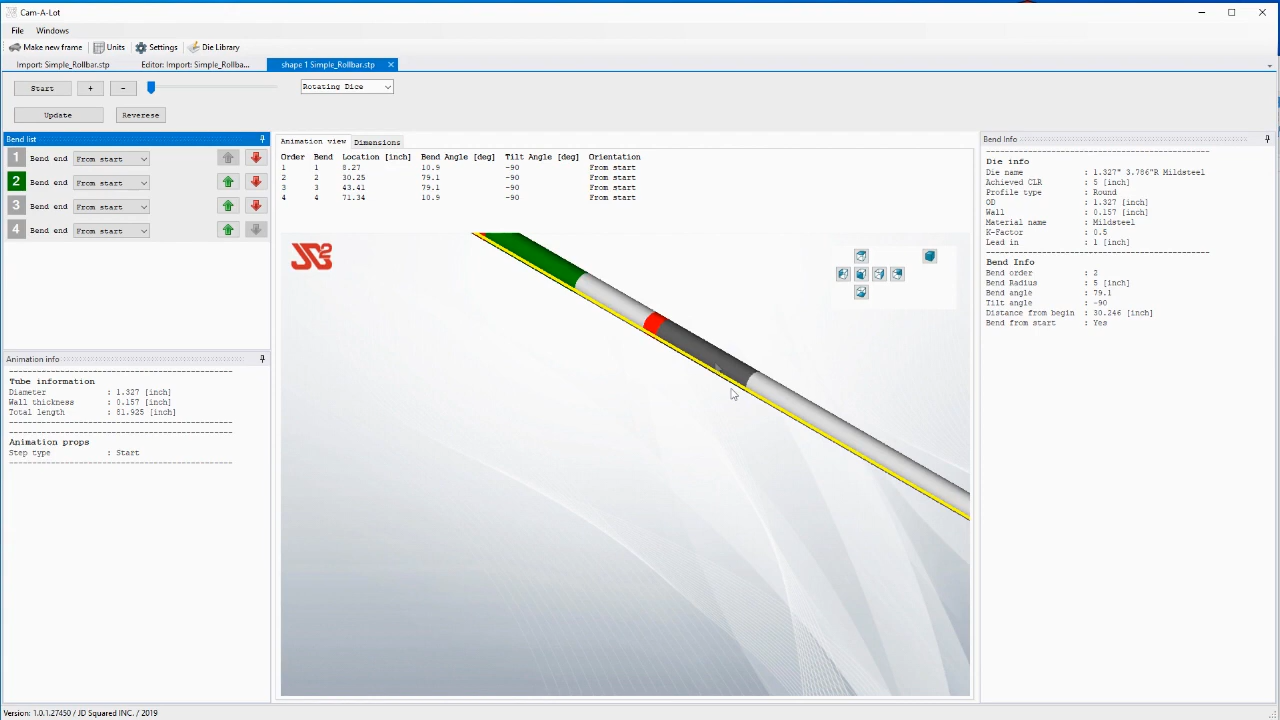 Cam-A-Lot
File Windows
Make new frame Units Settings Die Library
Import: Simple_Rollbar.stp Editor: Import: Simple_Rollba... shape 1 Simple_Rollbar.stp
Start + - Rotating Dice
Update Reverese
Bend list
1 Bend end From start
2 Bend end From start
3 Bend end From start
4 Bend end From start
Animation info
Tube information
Diameter : 1.327 [inch]
Wall thickness : 0.157 [inch]
Total length : 81.925 [inch]
Animation props
Step type : Start
Animation view Dimensions
Order Bend Location [inch] Bend Angle [deg] Tilt Angle [deg] Orientation
1 1 8.27 10.9 -90 From start
2 2 30.25 79.1 -90 From start
3 3 43.41 79.1 -90 From start
4 4 71.34 10.9 -90 From start
JD2
Bend Info
Die info
Die name : 1.327" 3.786"R Mildsteel
Achieved CLR : 5 [inch]
Profile type : Round
OD : 1.327 [inch]
Wall : 0.157 [inch]
Material name : Mildsteel
K-Factor : 0.5
Lead in : 1 [inch]
Bend Info
Bend order : 2
Bend Radius : 5 [inch]
Bend angle : 79.1
Tilt angle : -90
Distance from begin : 30.246 [inch]
Bend from start : Yes
Version: 1.0.1.27450 / JD Squared INC. / 2019